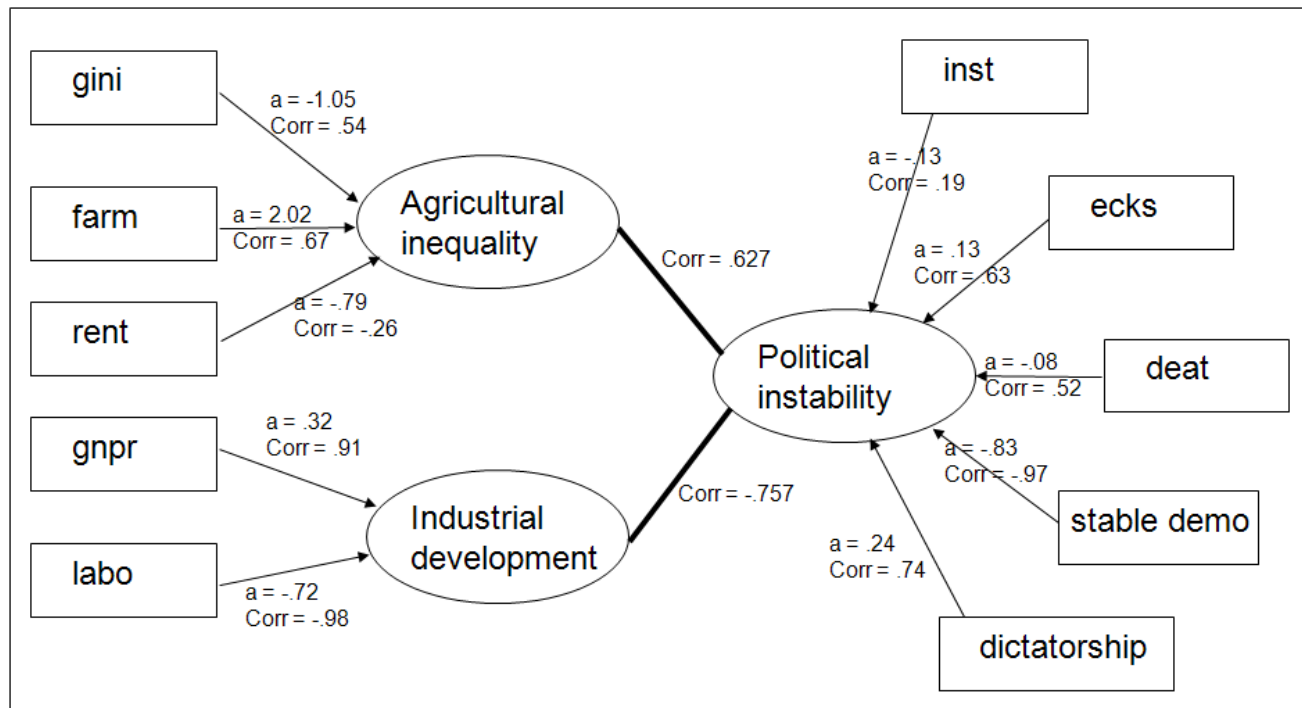 gini
a = -1.05
Corr = .54
farm
a = 2.02
Corr = .67
rent
a = -.79
Corr = -.26
Agricultural
inequality
gnpr
a = .32
Corr = .91
labo
a = -.72
Corr = -.98
Industrial
development
Corr = .627
Corr = -.757
Political
instability
inst
a = -.13
Corr = .19
ecks
a = .13
Corr = .63
deat
a = -.08
Corr = .52
stable demo
a = -.83
Corr = -.97
dictatorship
a = .24
Corr = .74